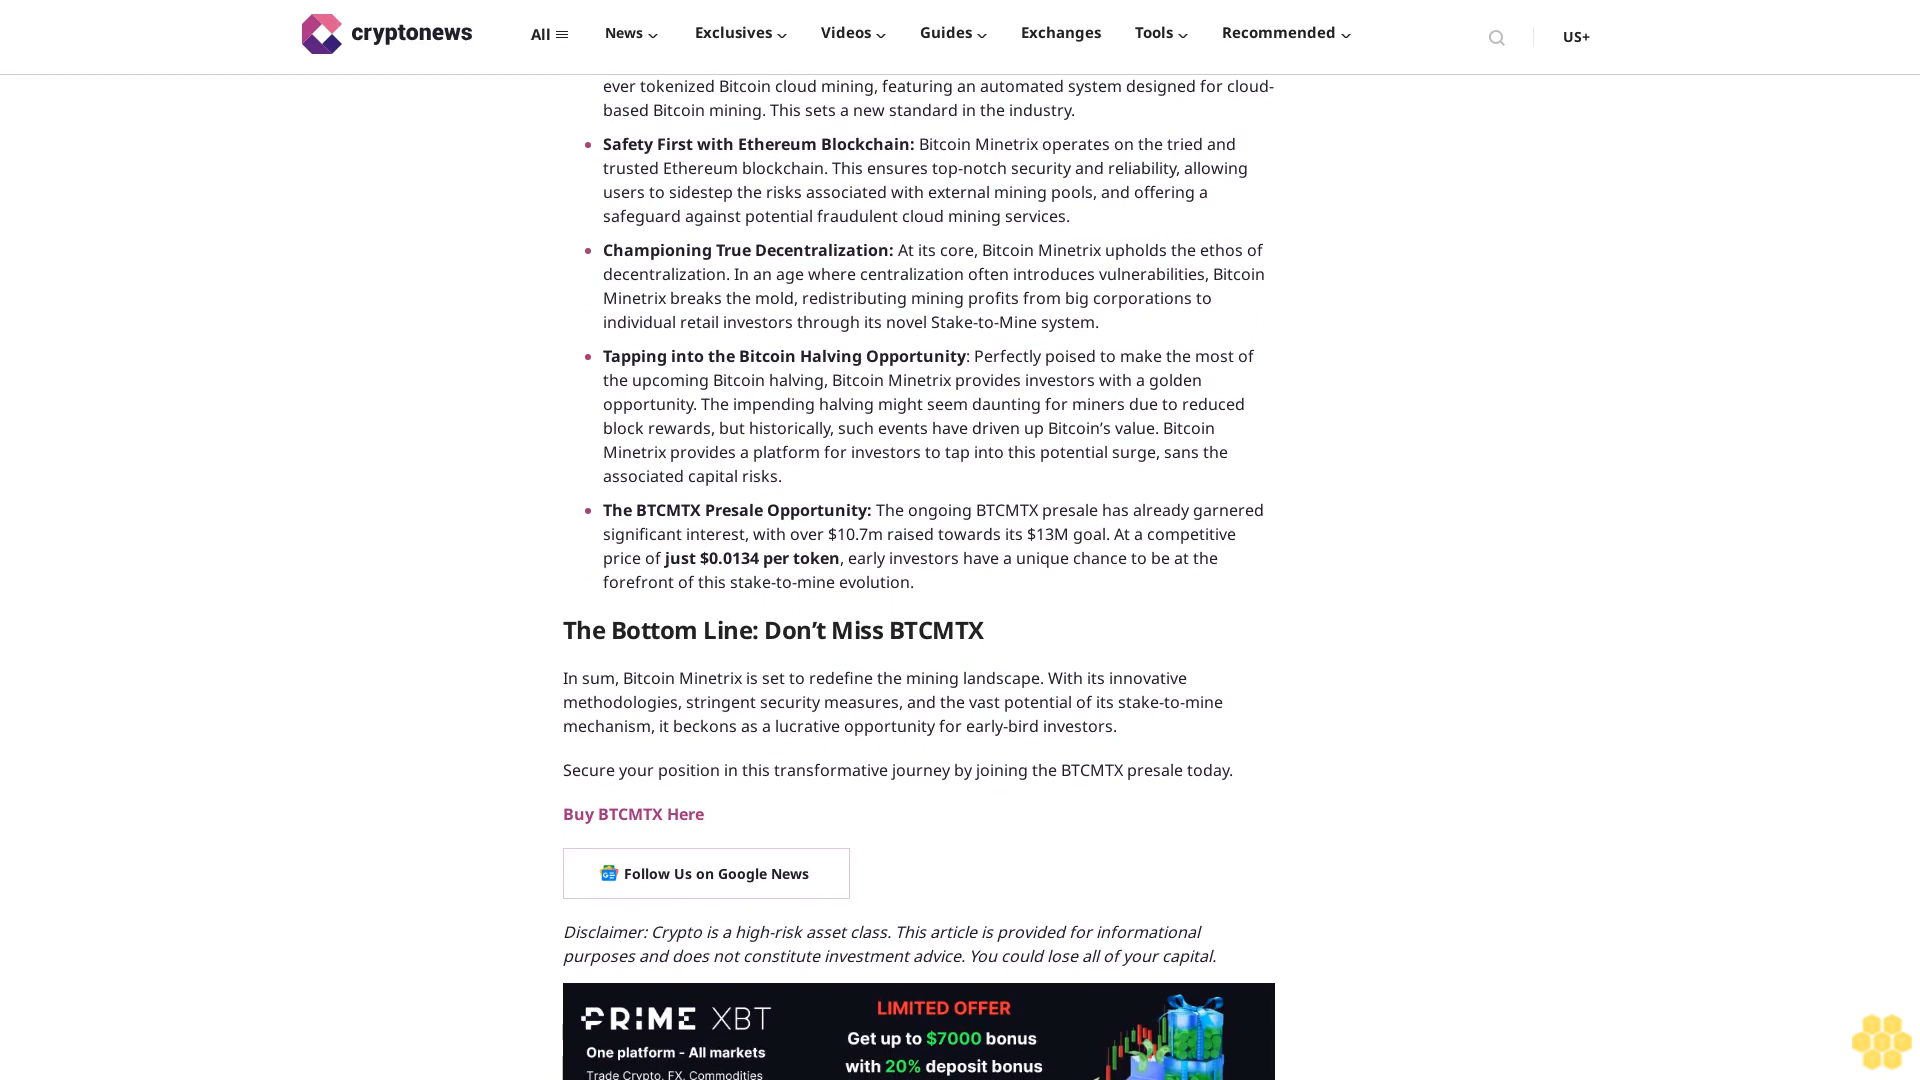 cryptonews
All
News
Exclusives
Videos
Guides
Exchanges
Tools
Recommended
US+
ever tokenized Bitcoin cloud mining, featuring an automated system designed for cloud-
based Bitcoin mining. This sets a new standard in the industry.
Safety First with Ethereum Blockchain: Bitcoin Minetrix operates on the tried and
trusted Ethereum blockchain. This ensures top-notch security and reliability, allowing
users to sidestep the risks associated with external mining pools, and offering a
safeguard against potential fraudulent cloud mining services.
Championing True Decentralization: At its core, Bitcoin Minetrix upholds the ethos of
decentralization. In an age where centralization often introduces vulnerabilities, Bitcoin
Minetrix breaks the mold, redistributing mining profits from big corporations to
individual retail investors through its novel Stake-to-Mine system.
Tapping into the Bitcoin Halving Opportunity: Perfectly poised to make the most of
the upcoming Bitcoin halving, Bitcoin Minetrix provides investors with a golden
opportunity. The impending halving might seem daunting for miners due to reduced
block rewards, but historically, such events have driven up Bitcoin’s value. Bitcoin
Minetrix provides a platform for investors to tap into this potential surge, sans the
associated capital risks.
The BTCMTX Presale Opportunity: The ongoing BTCMTX presale has already garnered
significant interest, with over $10.7m raised towards its $13M goal. At a competitive
price of just $0.0134 per token, early investors have a unique chance to be at the
forefront of this stake-to-mine evolution.
The Bottom Line: Don’t Miss BTCMTX
In sum, Bitcoin Minetrix is set to redefine the mining landscape. With its innovative
methodologies, stringent security measures, and the vast potential of its stake-to-mine
mechanism, it beckons as a lucrative opportunity for early-bird investors.
Secure your position in this transformative journey by joining the BTCMTX presale today.
Buy BTCMTX Here
Follow Us on Google News
Disclaimer: Crypto is a high-risk asset class. This article is provided for informational
purposes and does not constitute investment advice. You could lose all of your capital.
PRIME XBT
One platform - All markets
Trade Crypto, FX, Commodities
LIMITED OFFER
Get up to $7000 bonus
with 20% deposit bonus